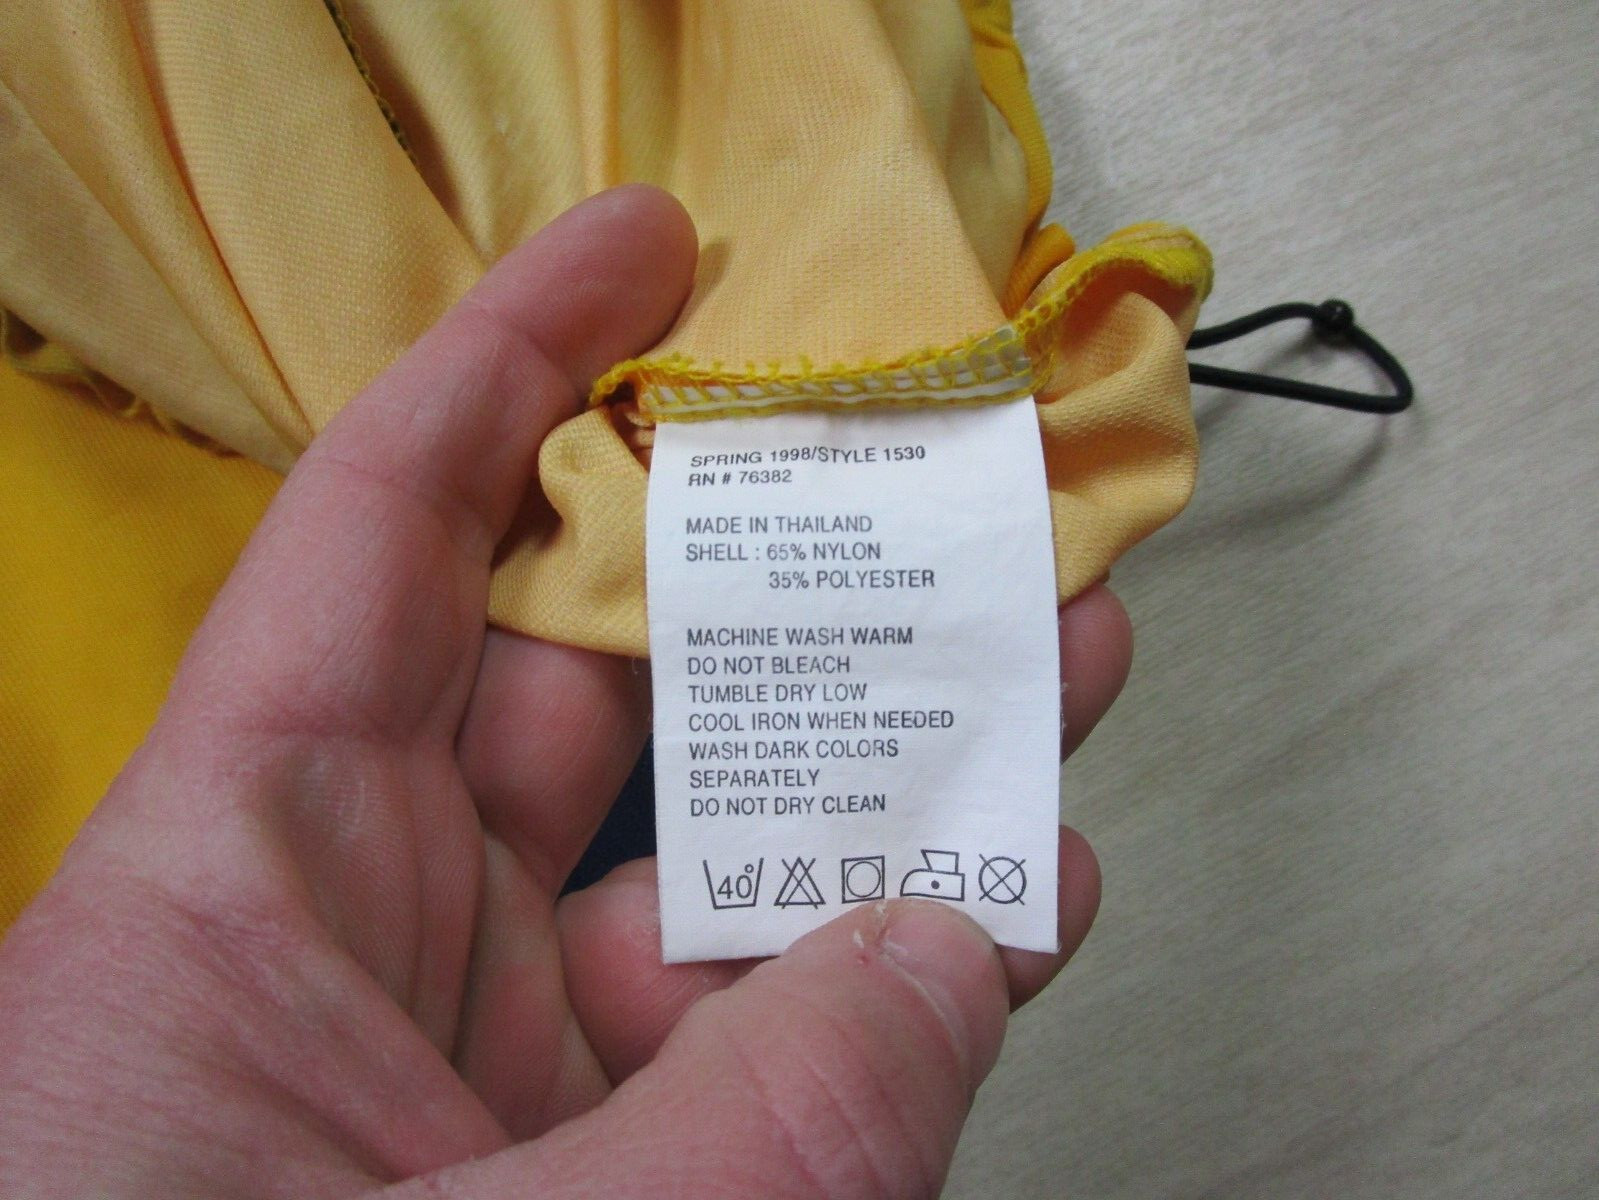 SPRING 1998/STYLE 1530
RN # 76382
MADE IN THAILAND
SHELL : 65% NYLON
35% POLYESTER
MACHINE WASH WARM
DO NOT BLEACH
TUMBLE DRY LOW
COOL IRON WHEN NEEDED
WASH DARK COLORS
SEPARATELY
DO NOT DRY CLEAN
40°